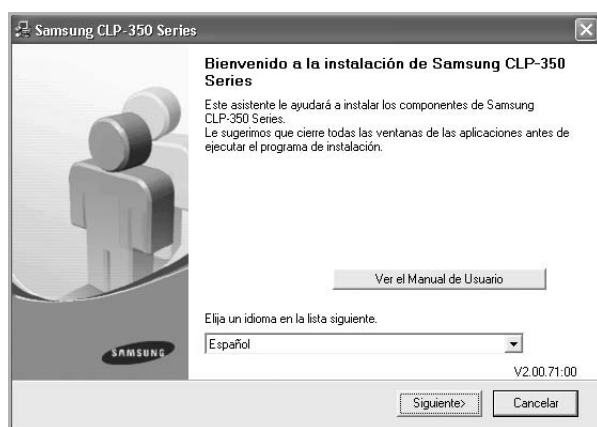 Samsung CLP-350 Series
Bienvenido a la instalación de Samsung CLP-350
Series
Este asistente le ayudará a instalar los componentes de Samsung
CLP-350 Series.
Le sugerimos que cierre todas las ventanas de las aplicaciones antes de
ejecutar el programa de instalación.
Ver el Manual de Usuario
Elija un idioma en la lista siguiente.
Español
SAMSUNG
V2.00.71:00
Siguiente>
Cancelar